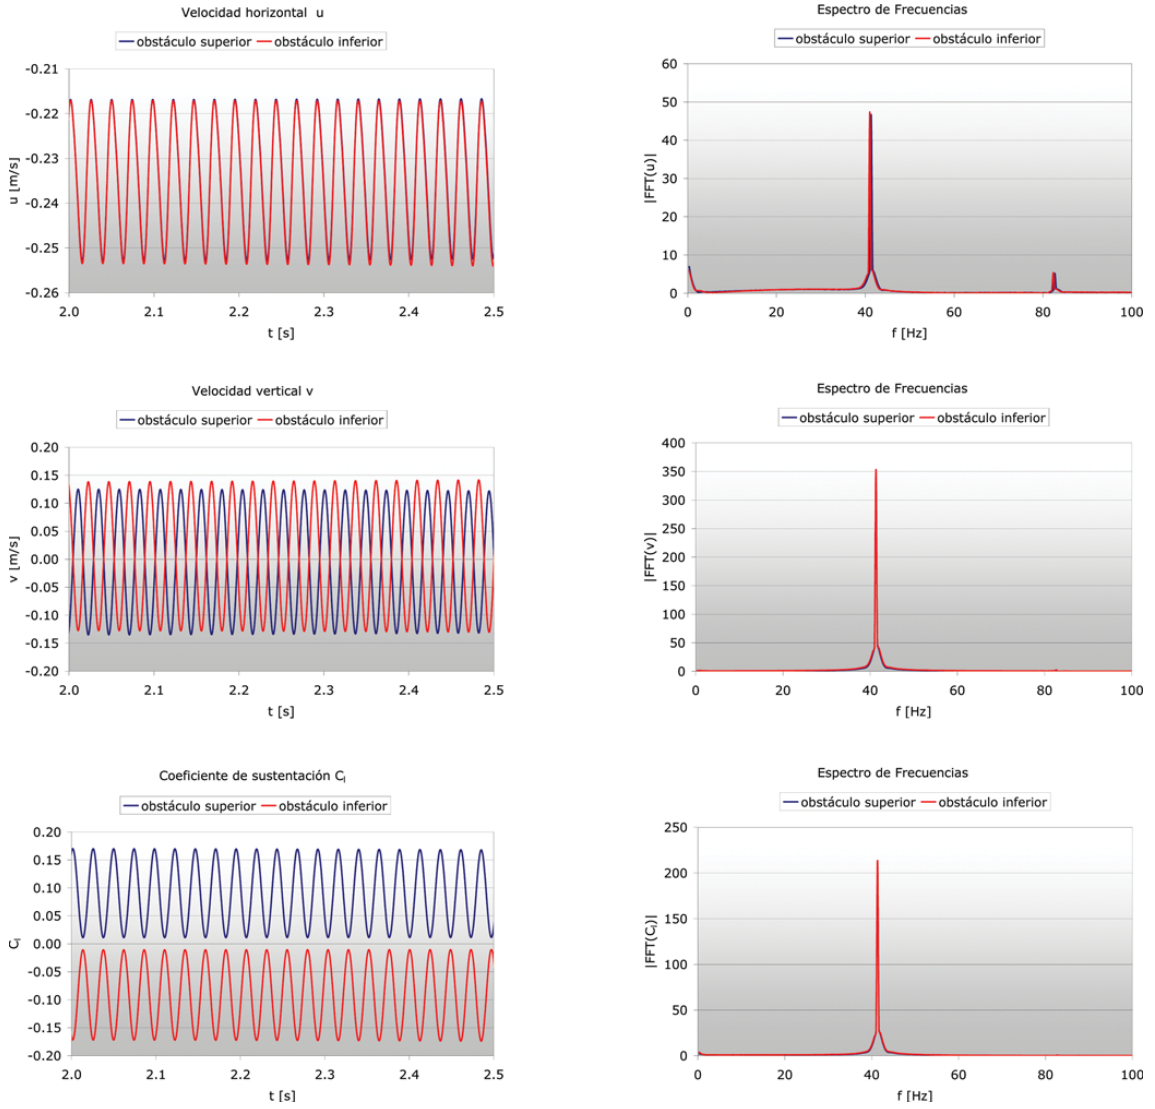 Velocidad horizontal u
obstáculo superior obstáculo inferior
-0.21
-0.22
-0.23
-0.24
-0.25
-0.26
u [m/s]
2.0 2.1 2.2 2.3 2.4 2.5
t [s]
Espectro de Frecuencias
obstáculo superior obstáculo inferior
60
50
40
30
20
10
0
|FFT(u)|
0 20 40 60 80 100
f [Hz]
Velocidad vertical v
obstáculo superior obstáculo inferior
0.20
0.15
0.10
0.05
0.00
-0.05
-0.10
-0.15
-0.20
v [m/s]
2.0 2.1 2.2 2.3 2.4 2.5
t [s]
Espectro de Frecuencias
obstáculo superior obstáculo inferior
400
350
300
250
200
150
100
50
0
|FFT(v)|
0 20 40 60 80 100
f [Hz]
Coeficiente de sustentación Cₗ
obstáculo superior obstáculo inferior
0.20
0.15
0.10
0.05
0.00
-0.05
-0.10
-0.15
-0.20
Cₗ
2.0 2.1 2.2 2.3 2.4 2.5
t [s]
Espectro de Frecuencias
obstáculo superior obstáculo inferior
250
200
150
100
50
0
|FFT(Cₗ)|
0 20 40 60 80 100
f [Hz]